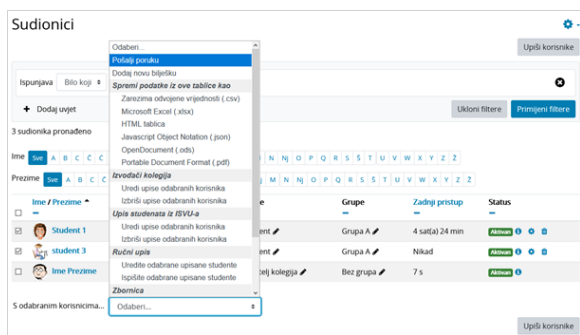 Sudionici
Upiši korisnike
Ispunjava Bilo koji
+ Dodaj uvjet
Ukloni filtere Primijeni filtere
3 sudionika pronađeno
Ime Sve A B C Č Ć I N Nj O P Q R S Š T U V W X Y Z Ž
Prezime Sve A B C Č Ć M N Nj O P Q R S Š T U V W X Y Z Ž
Ime / Prezime Grupe Zadnji pristup Status
Student 1 Grupa A 4 sat(a) 24 min Aktivan
student 3 Grupa A Nikad Aktivan
Ime Prezime kolegija Bez grupa 7 s Aktivan
Odaberi...
Pošalji poruku
Dodaj novu bilješku
Spremi podatke iz ove tablice kao
Zarezima odvojene vrijednosti (.csv)
Microsoft Excel (.xlsx)
HTML tablica
Javascript Object Notation (.json)
OpenDocument (.ods)
Portable Document Format (.pdf)
Izvođači kolegija
Uredi upise odabranih korisnika
Izbriši upise odabranih korisnika
Upis studenata iz ISVU-a
Uredi upise odabranih korisnika
Izbriši upise odabranih korisnika
Ručni upis
Uredite odabrane upisane studente
Ispišite odabrane upisane studente
Zbornica
S odabranim korisnicima... Odaberi...
Upiši korisnike